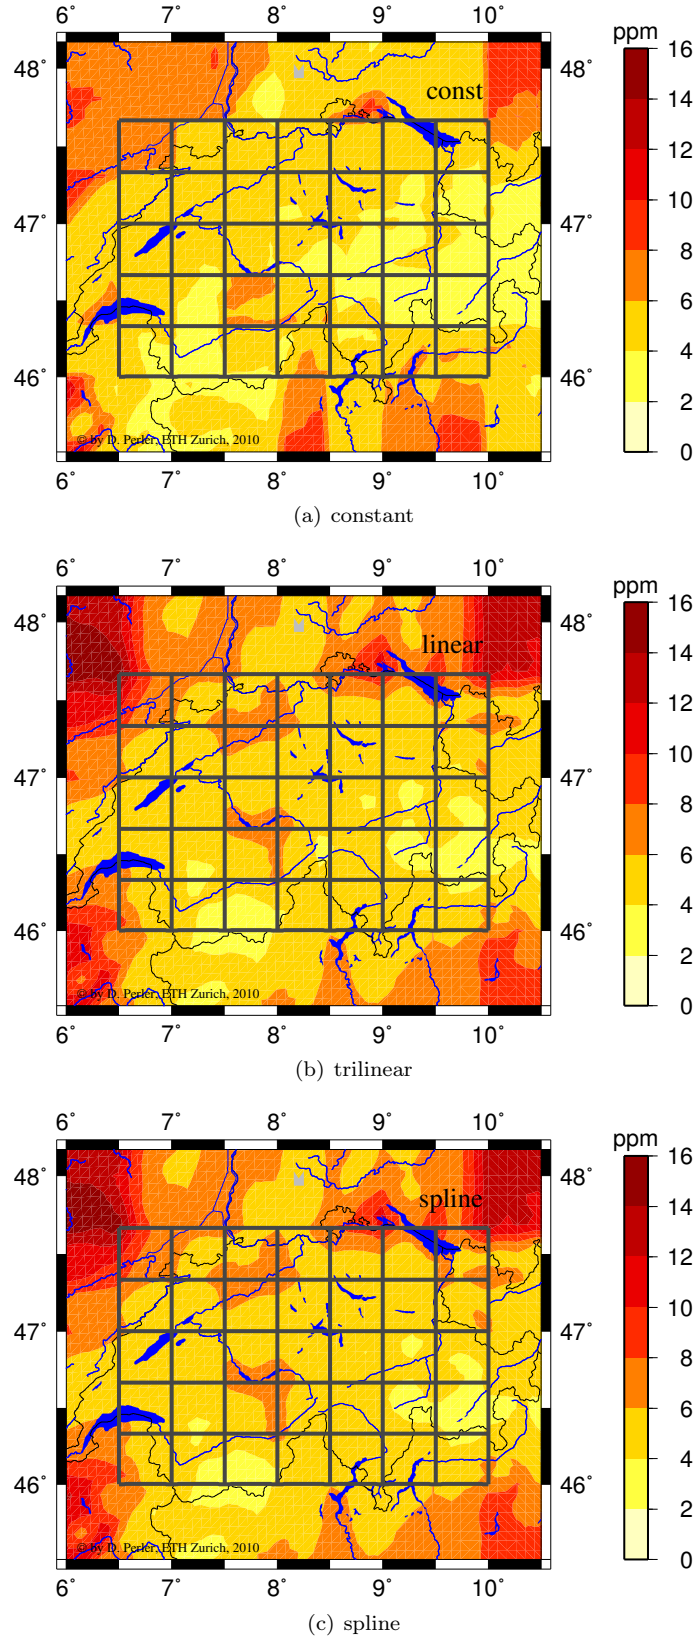 6˚ 7˚ 8˚ 9˚ 10˚
ppm
48˚ 48˚
const
47˚ 47˚
46˚ 46˚
16
14
12
10
8
6
4
2
0
© by D. Perler, ETH Zurich, 2010
6˚ 7˚ 8˚ 9˚ 10˚
(a) constant
6˚ 7˚ 8˚ 9˚ 10˚
ppm
48˚ 48˚
linear
47˚ 47˚
46˚ 46˚
16
14
12
10
8
6
4
2
0
© by D. Perler, ETH Zurich, 2010
6˚ 7˚ 8˚ 9˚ 10˚
(b) trilinear
6˚ 7˚ 8˚ 9˚ 10˚
ppm
48˚ 48˚
spline
47˚ 47˚
46˚ 46˚
16
14
12
10
8
6
4
2
0
© by D. Perler, ETH Zurich, 2010
6˚ 7˚ 8˚ 9˚ 10˚
(c) spline